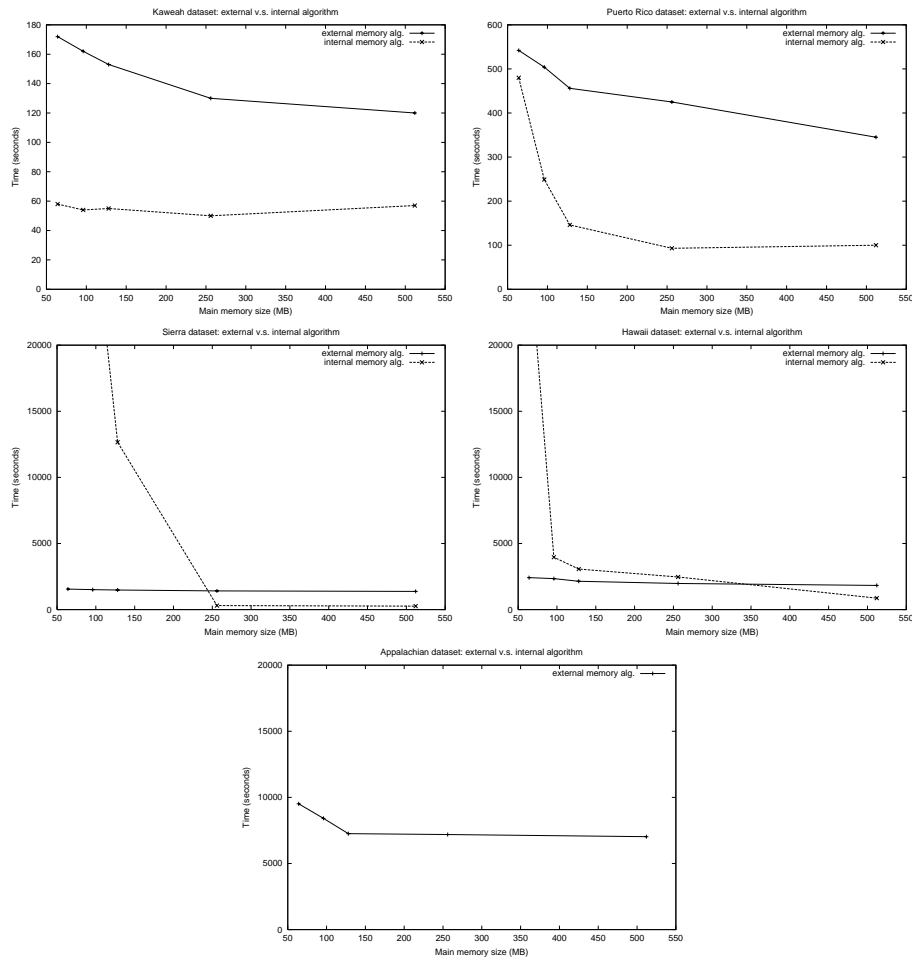 Kaweah dataset: external v.s. internal algorithm
180
160
140
120
100
80
60
40
20
0
Time (seconds)
external memory alg.
internal memory alg.
50 100 150 200 250 300 350 400 450 500 550
Main memory size (MB)
Puerto Rico dataset: external v.s. internal algorithm
600
500
400
300
200
100
0
Time (seconds)
external memory alg.
internal memory alg.
50 100 150 200 250 300 350 400 450 500 550
Main memory size (MB)
Sierra dataset: external v.s. internal algorithm
20000
15000
10000
5000
0
Time (seconds)
external memory alg.
internal memory alg.
50 100 150 200 250 300 350 400 450 500 550
Main memory size (MB)
Hawaii dataset: external v.s. internal algorithm
20000
15000
10000
5000
0
Time (seconds)
external memory alg.
internal memory alg.
50 100 150 200 250 300 350 400 450 500 550
Main memory size (MB)
Appalachian dataset: external v.s. internal algorithm
20000
15000
10000
5000
0
Time (seconds)
external memory alg.
50 100 150 200 250 300 350 400 450 500 550
Main memory size (MB)